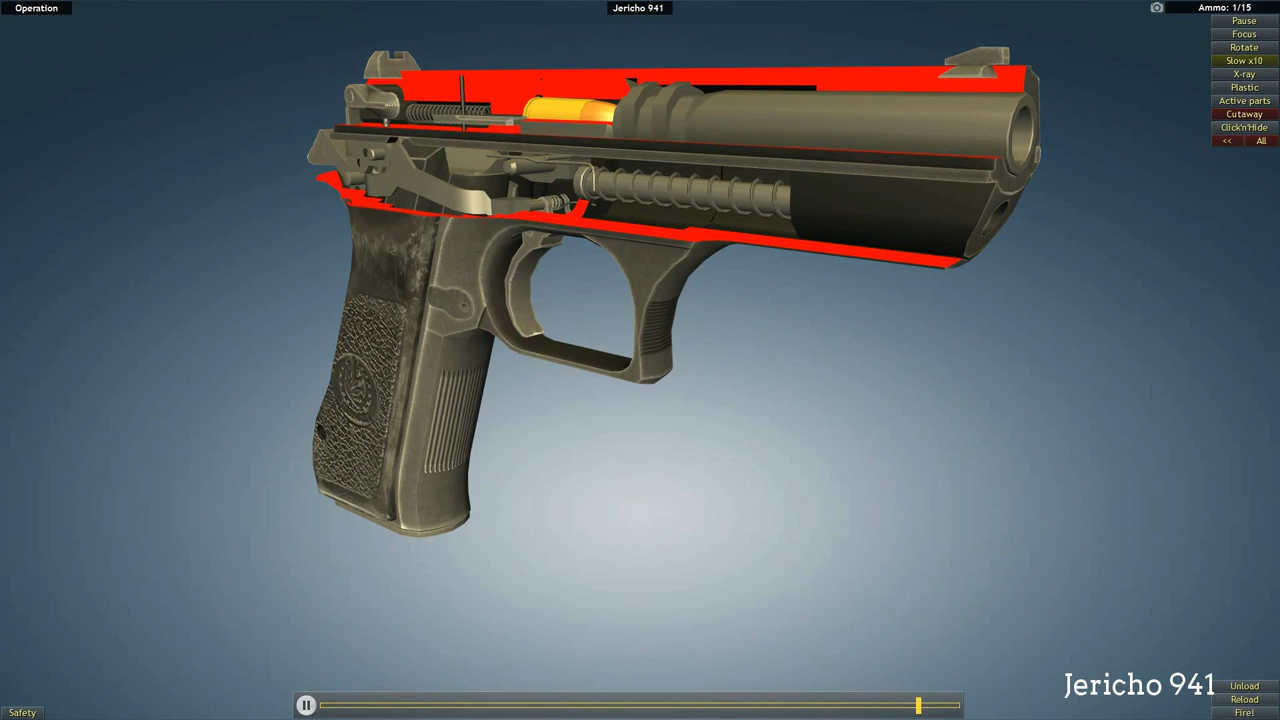 Operation
Jericho 941
Ammo: 1/15
Pause
Focus
Rotate
Slow x10
X-ray
Plastic
Active parts
Cutaway
Click'n'Hide
<< All
Jericho 941
Unload
Reload
Safety
Fire!